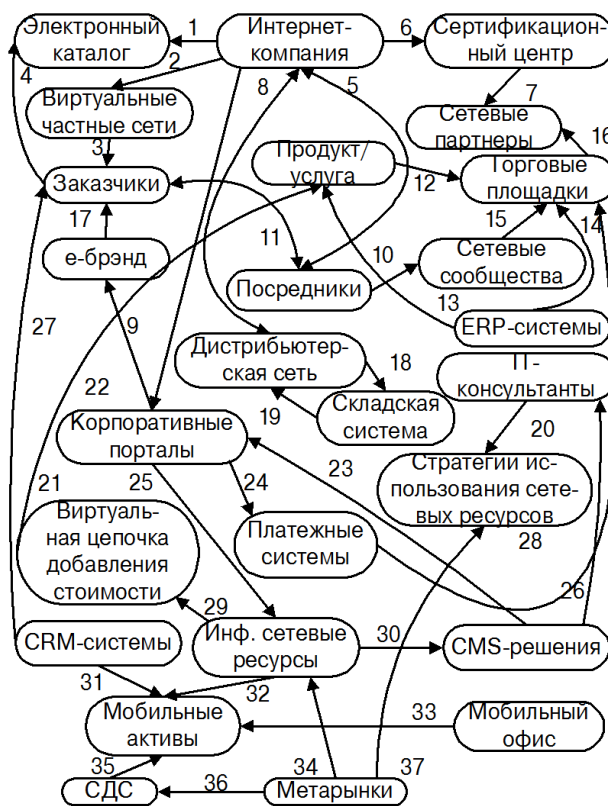 Электронный
каталог
1
Интернет-
компания
6
Сертификацион-
ный центр
4
2
8
5
7
Виртуальные
частные сети
Сетевые
партнеры
16
3
Продукт/
услуга
12
Торговые
площадки
Заказчики
17
11
15
14
е-брэнд
10
Сетевые
сообщества
Посредники
13
27
9
ERP-системы
Дистрибьютер-
ская сеть
18
IT-
консультанты
22
19
Складская
система
Корпоративные
порталы
20
23
21
25
24
Стратегии ис-
пользования сете-
вых ресурсов
Виртуаль-
ная цепочка
добавления
стоимости
Платежные
системы
28
26
29
CRM-системы
Инф. сетевые
ресурсы
30
CMS-решения
31
32
Мобильные
активы
33
Мобильный
офис
35
34
37
СДС
36
Метарынки